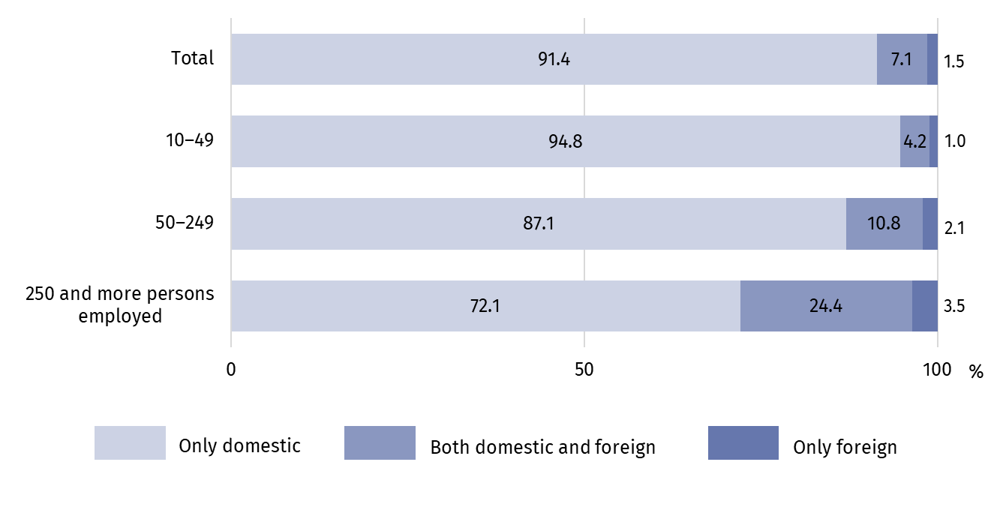 Total 91.4 7.1 1.5
10–49 94.8 4.2 1.0
50–249 87.1 10.8 2.1
250 and more persons
employed 72.1 24.4 3.5
0 50 100 %
Only domestic Both domestic and foreign Only foreign